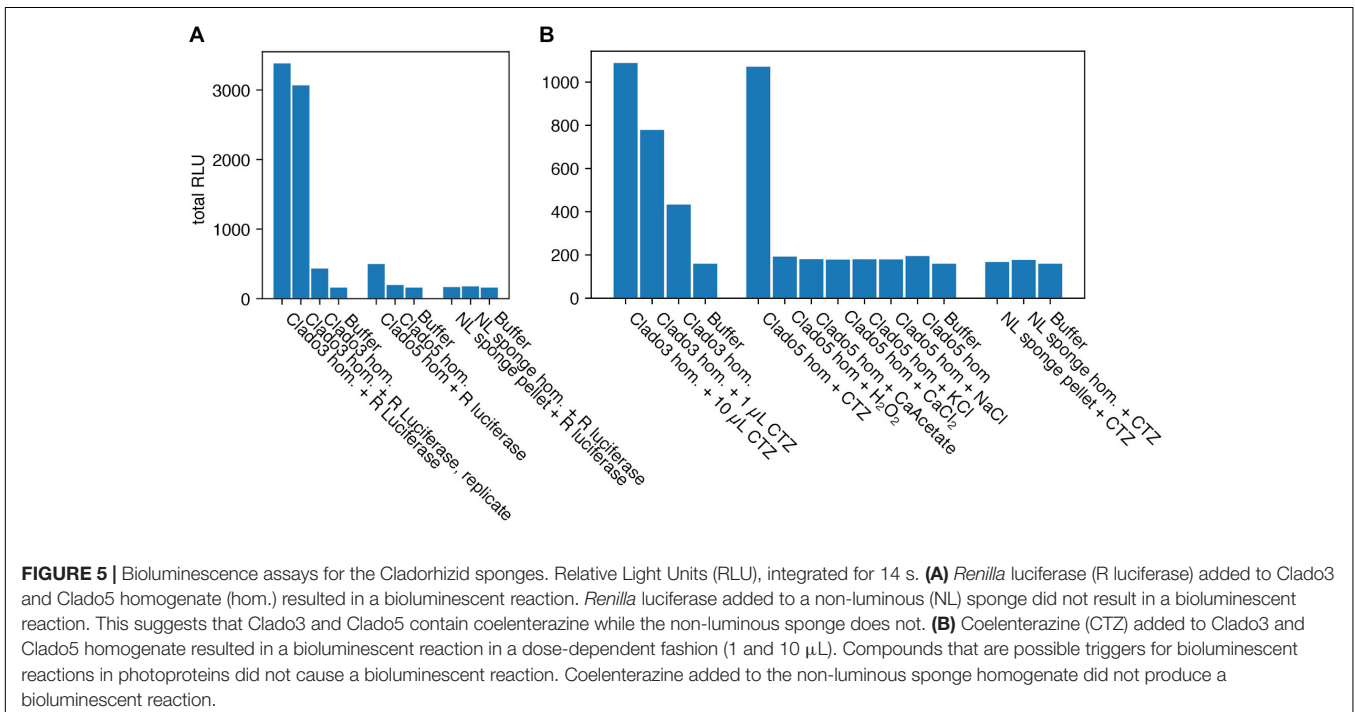 A
B
total RLU
3000
2000
1000
0
Clado3 hom. + R Luciferase
Clado3 hom. + R Luciferase, replicate
Clado3 hom.
Buffer
Clado5 hom + R luciferase
Clado5 hom.
Buffer
NL sponge pellet + R luciferase
NL sponge hom. + R luciferase
Buffer
1000
800
600
400
200
0
Clado3 hom. + 10 μL CTZ
Clado3 hom. + 1 μL CTZ
Clado3 hom.
Buffer
Clado5 hom + CTZ
Clado5 hom + H₂O₂
Clado5 hom + CaAcetate
Clado5 hom + CaCl₂
Clado5 hom + KCl
Clado5 hom + NaCl
Clado5 hom
Buffer
NL sponge pellet + CTZ
NL sponge hom. + CTZ
Buffer
FIGURE 5 | Bioluminescence assays for the Cladorhizid sponges. Relative Light Units (RLU), integrated for 14 s. (A) Renilla luciferase (R luciferase) added to Clado3
and Clado5 homogenate (hom.) resulted in a bioluminescent reaction. Renilla luciferase added to a non-luminous (NL) sponge did not result in a bioluminescent
reaction. This suggests that Clado3 and Clado5 contain coelenterazine while the non-luminous sponge does not. (B) Coelenterazine (CTZ) added to Clado3 and
Clado5 homogenate resulted in a bioluminescent reaction in a dose-dependent fashion (1 and 10 μL). Compounds that are possible triggers for bioluminescent
reactions in photoproteins did not cause a bioluminescent reaction. Coelenterazine added to the non-luminous sponge homogenate did not produce a
bioluminescent reaction.